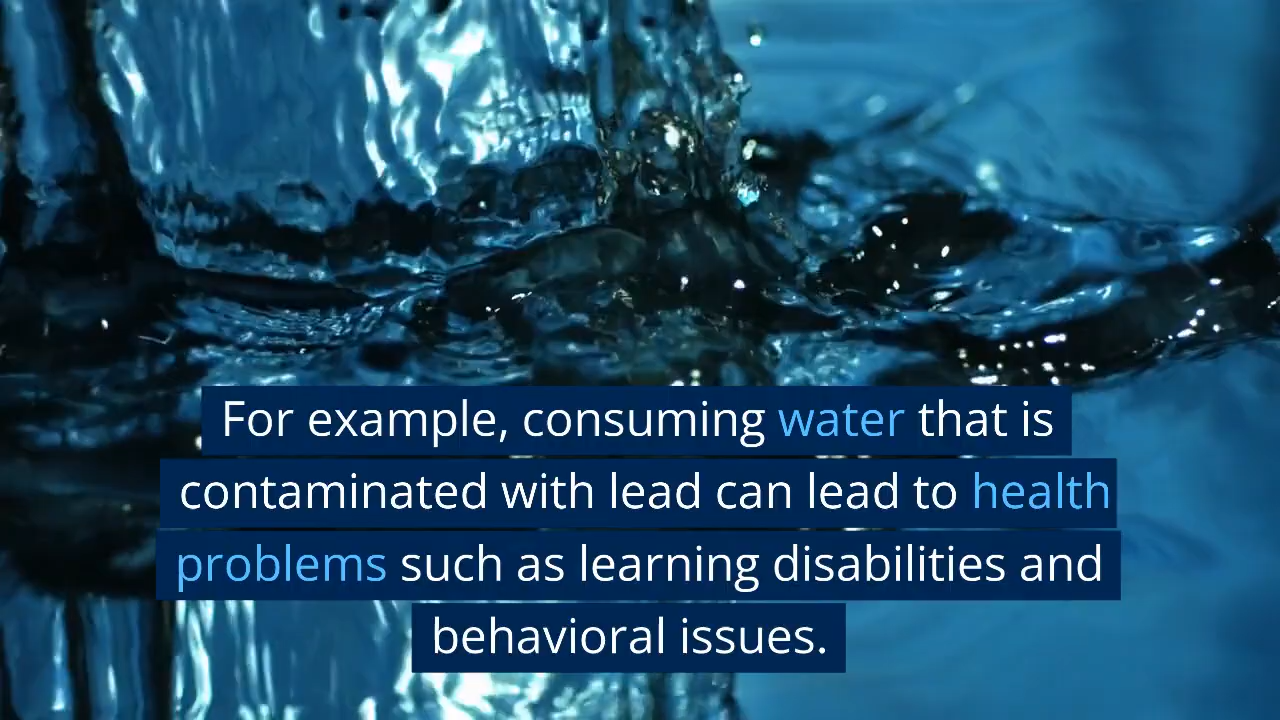 For example, consuming water that is
contaminated with lead can lead to health
problems such as learning disabilities and
behavioral issues.